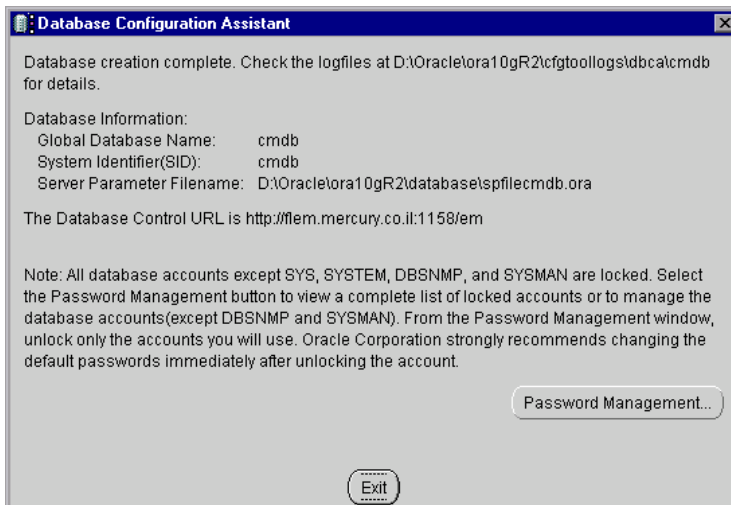 Database Configuration Assistant
Database creation complete. Check the logfiles at D:\Oracle\ora10gR2\cfgtoollogs\dbca\cmdb
for details.
Database Information:
Global Database Name: cmdb
System Identifier(SID): cmdb
Server Parameter Filename: D:\Oracle\ora10gR2\database\spfilecmdb.ora
The Database Control URL is http://flem.mercury.co.il:1158/em
Note: All database accounts except SYS, SYSTEM, DBSNMP, and SYSMAN are locked. Select
the Password Management button to view a complete list of locked accounts or to manage the
database accounts(except DBSNMP and SYSMAN). From the Password Management window,
unlock only the accounts you will use. Oracle Corporation strongly recommends changing the
default passwords immediately after unlocking the account.
Password Management...
Exit